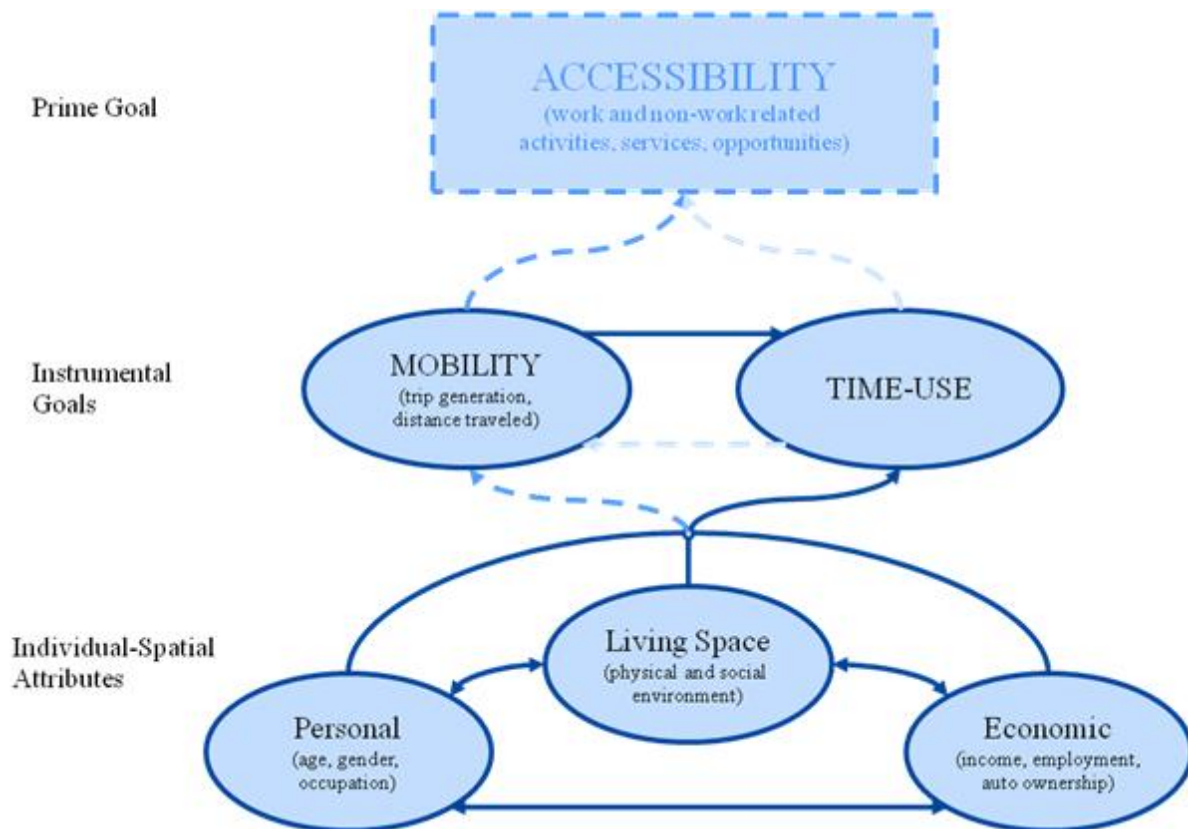 Prime Goal
ACCESSIBILITY
(work and non-work related
activities, services, opportunities)
Instrumental
Goals
MOBILITY
(trip generation,
distance traveled)
TIME-USE
Individual-Spatial
Attributes
Living Space
(physical and social
environment)
Personal
(age, gender,
occupation)
Economic
(income, employment,
auto ownership)